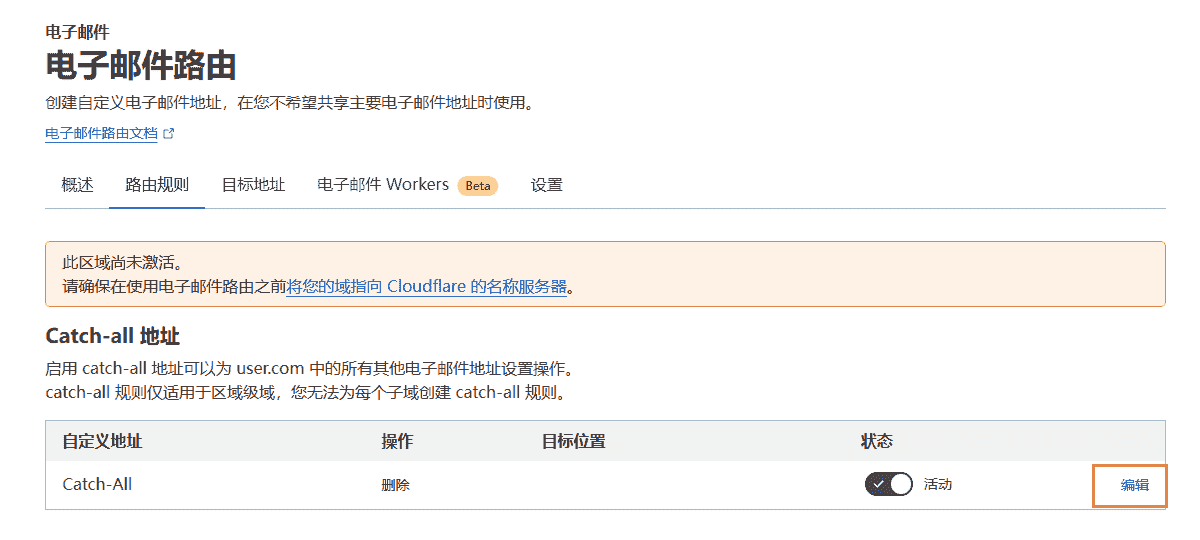 电子邮件
电子邮件路由
创建自定义电子邮件地址，在您不希望共享主要电子邮件地址时使用。
电子邮件路由文档
概述 路由规则 目标地址 电子邮件 Workers Beta 设置
此区域尚未激活。
请确保在使用电子邮件路由之前将您的域指向 Cloudflare 的名称服务器。
Catch-all 地址
启用 catch-all 地址可以为 user.com 中的所有其他电子邮件地址设置操作。
catch-all 规则仅适用于区域级域，您无法为每个子域创建 catch-all 规则。
自定义地址 操作 目标位置 状态
Catch-All 删除 活动 编辑